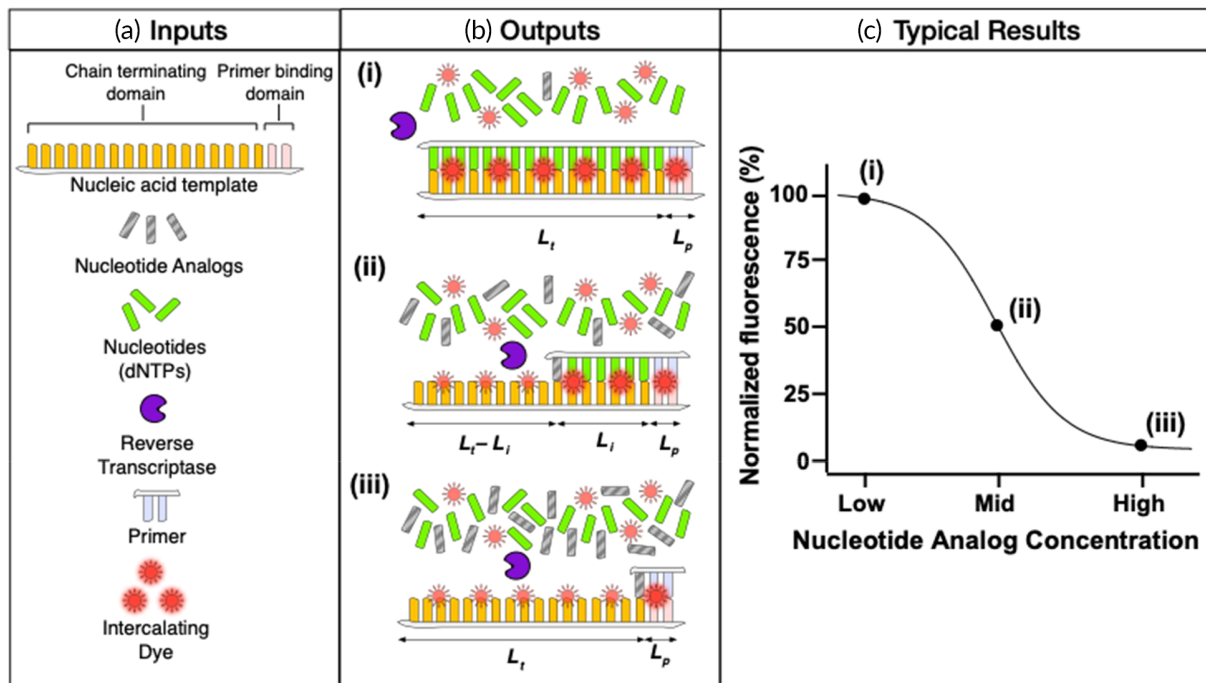 (a) Inputs
Chain terminating
domain
Primer binding
domain
Nucleic acid template
Nucleotide Analogs
Nucleotides
(dNTPs)
Reverse
Transcriptase
Primer
Intercalating
Dye
(b) Outputs
(i)
Lt
Lp
(ii)
Lt– Li
Li
Lp
(iii)
Lt
Lp
(c) Typical Results
Normalized fluorescence (%)
100
75
50
25
0
(i)
(ii)
(iii)
Low
Mid
High
Nucleotide Analog Concentration